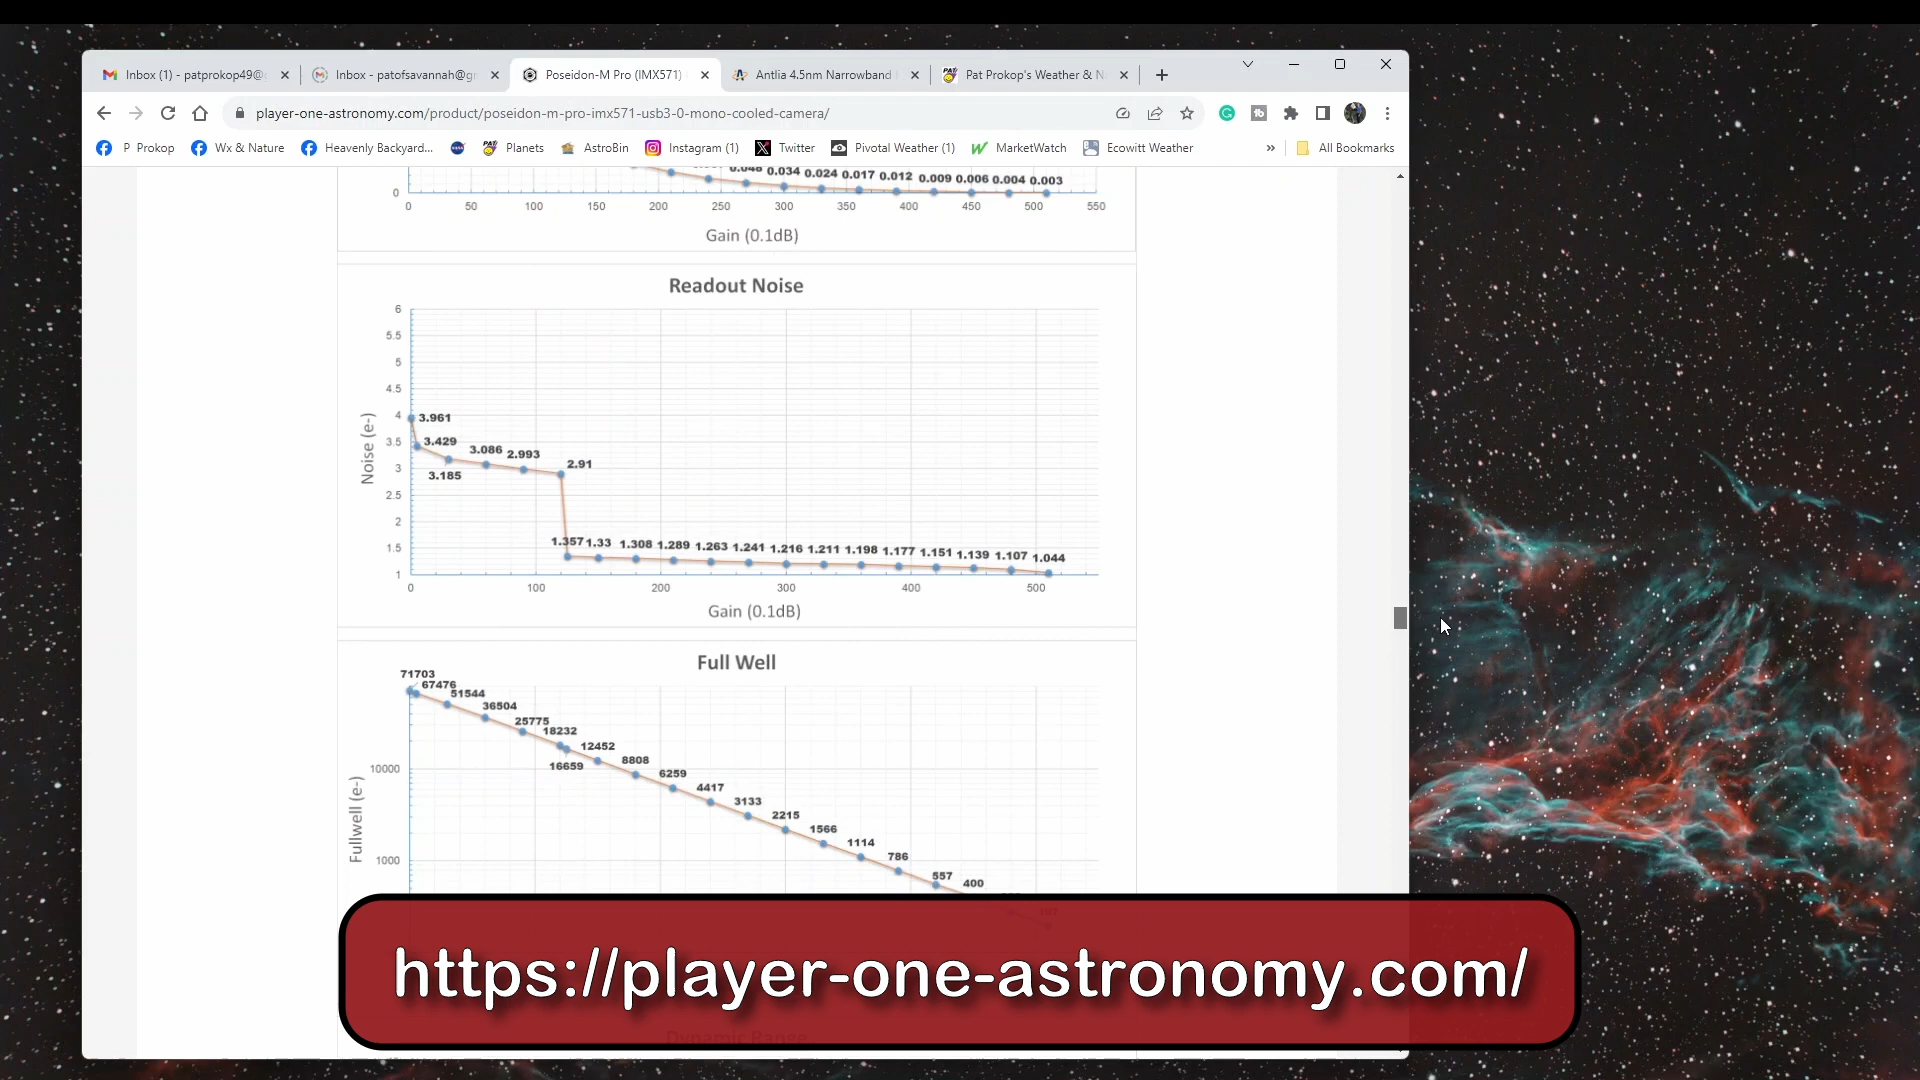 Inbox (1) - patprokop49@g
Inbox - patofsavannah@gr
Poseidon-M Pro (IMX571)
Antlia 4.5nm Narrowband
Pat Prokop's Weather & N
player-one-astronomy.com/product/poseidon-m-pro-imx571-usb3-0-mono-cooled-camera/
P Prokop
Wx & Nature
Heavenly Backyard...
Planets
AstroBin
Instagram (1)
Twitter
Pivotal Weather (1)
MarketWatch
Ecowitt Weather
»
All Bookmarks
0.048 0.034 0.024 0.017 0.012 0.009 0.006 0.004 0.003
0
0 50 100 150 200 250 300 350 400 450 500 550
Gain (0.1dB)
Readout Noise
6
5.5
5
4.5
4
3.5
3
2.5
2
1.5
1
Noise (e-)
3.961
3.429
3.185
3.086
2.993
2.91
1.357 1.33 1.308 1.289 1.263 1.241 1.216 1.211 1.198 1.177 1.151 1.139 1.107 1.044
0 100 200 300 400 500
Gain (0.1dB)
Full Well
71703
67476
51544
36504
25775
18232
16659
12452
8808
6259
4417
3133
2215
1566
1114
786
557
400
10000
1000
Fullwell (e-)
https://player-one-astronomy.com/
Dynamic Range